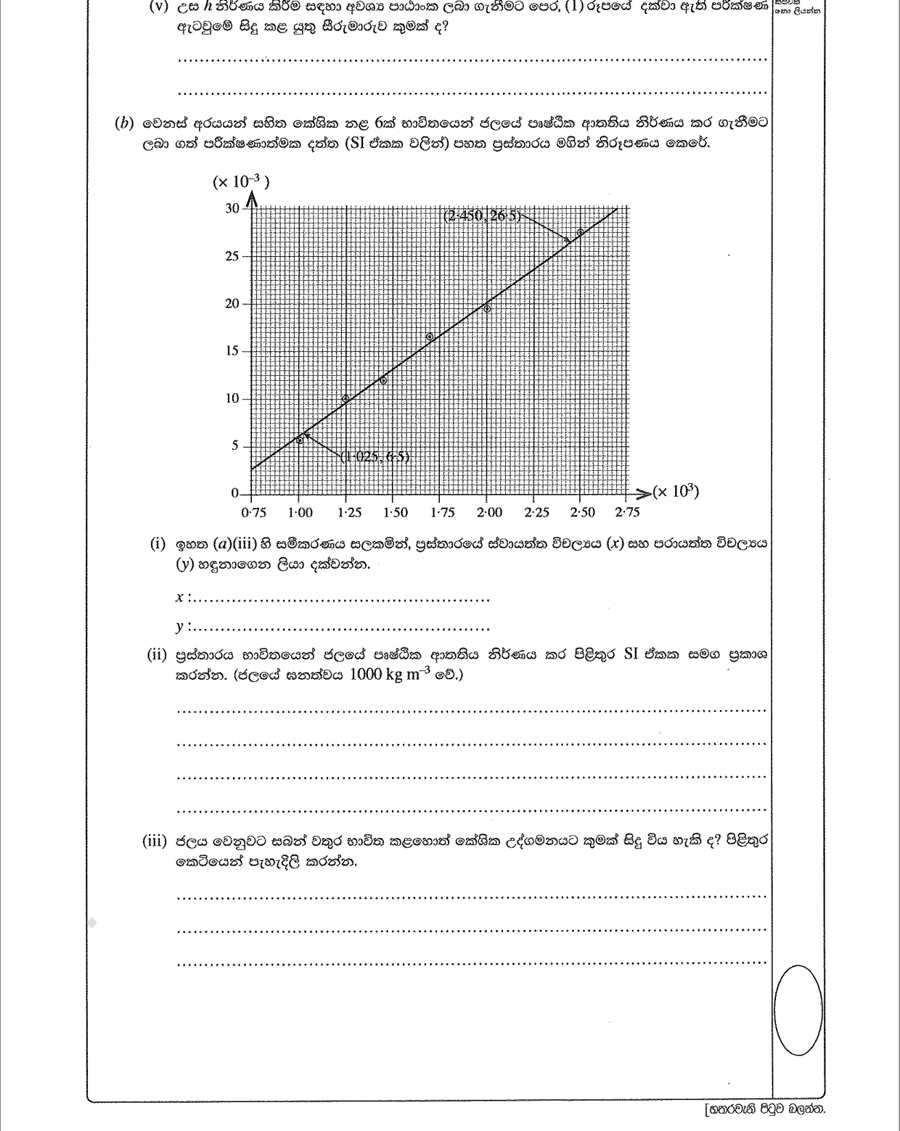 (v) උස h නිර්ණය කිරීම සඳහා අවශ්‍ය පාඨාංක ලබා ගැනීමට පෙර, (1) රූපයේ දක්වා ඇති පරීක්ෂණ
නො ලියන්න
ඇටවුමේ සිදු කළ යුතු සීරුමාරුව කුමක් ද?
(b) වෙනස් අරයයන් සහිත කේශික නළ 6ක් භාවිතයෙන් ජලයේ පෘෂ්ඨික ආතතිය නිර්ණය කර ගැනීමට
ලබා ගත් පරීක්ෂණාත්මක දත්ත (SI ඒකක වලින්) පහත ප්‍රස්තාරය මගින් නිරූපණය කෙරේ.
(× 10⁻³ )
30
(2·450, 26·5)
25
20
15
10
5
(1·025, 6·5)
0
(× 10³)
0·75 1·00 1·25 1·50 1·75 2·00 2·25 2·50 2·75
(i) ඉහත (a)(iii) හි සමීකරණය සලකමින්, ප්‍රස්තාරයේ ස්වායත්ත විචල්‍යය (x) සහ පරායත්ත විචල්‍යය
(y) හඳුනාගෙන ලියා දක්වන්න.
x :......................................................
y :......................................................
(ii) ප්‍රස්තාරය භාවිතයෙන් ජලයේ පෘෂ්ඨික ආතතිය නිර්ණය කර පිළිතුර SI ඒකක සමග ප්‍රකාශ
කරන්න. (ජලයේ ඝනත්වය 1000 kg m⁻³ වේ.)
(iii) ජලය වෙනුවට සබන් වතුර භාවිත කළහොත් කේශික උද්ගමනයට කුමක් සිදු විය හැකි ද? පිළිතුර
කෙටියෙන් පැහැදිලි කරන්න.
[හතරවැනි පිටුව බලන්න.